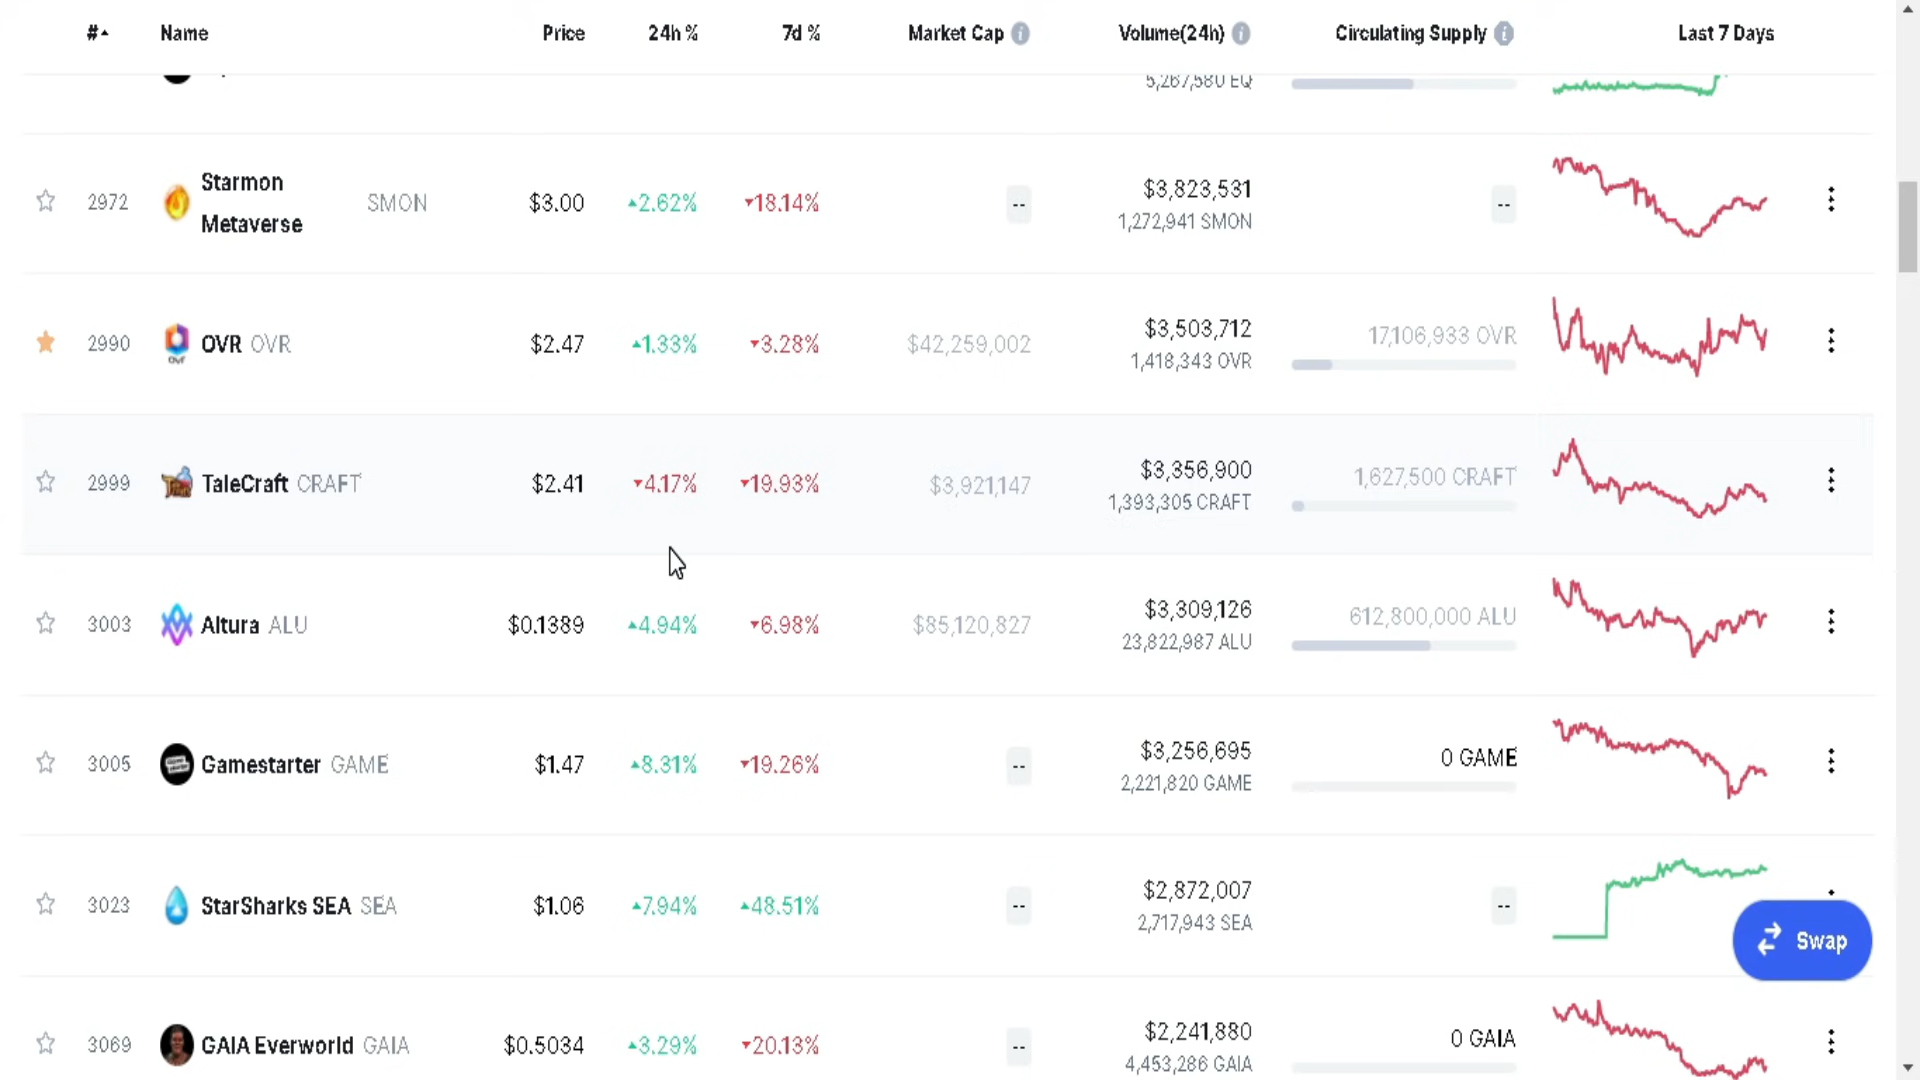 # Name Price 24h % 7d % Market Cap Volume(24h) Circulating Supply Last 7 Days
5,267,580 EQ
2972 Starmon Metaverse SMON $3.00 2.62% 18.14% -- $3,823,531 --
1,272,941 SMON
2990 OVR OVR $2.47 1.33% 3.28% $42,259,002 $3,503,712 17,106,933 OVR
1,418,343 OVR
2999 TaleCraft CRAFT $2.41 4.17% 19.93% $3,921,147 $3,356,900 1,627,500 CRAFT
1,393,305 CRAFT
3003 Altura ALU $0.1389 4.94% 6.98% $85,120,827 $3,309,126 612,800,000 ALU
23,822,987 ALU
3005 Gamestarter GAME $1.47 8.31% 19.26% -- $3,256,695 0 GAME
2,221,820 GAME
3023 StarSharks SEA SEA $1.06 7.94% 48.51% -- $2,872,007 --
2,717,943 SEA
Swap
3069 GAIA Everworld GAIA $0.5034 3.29% 20.13% -- $2,241,880 0 GAIA
4,453,286 GAIA